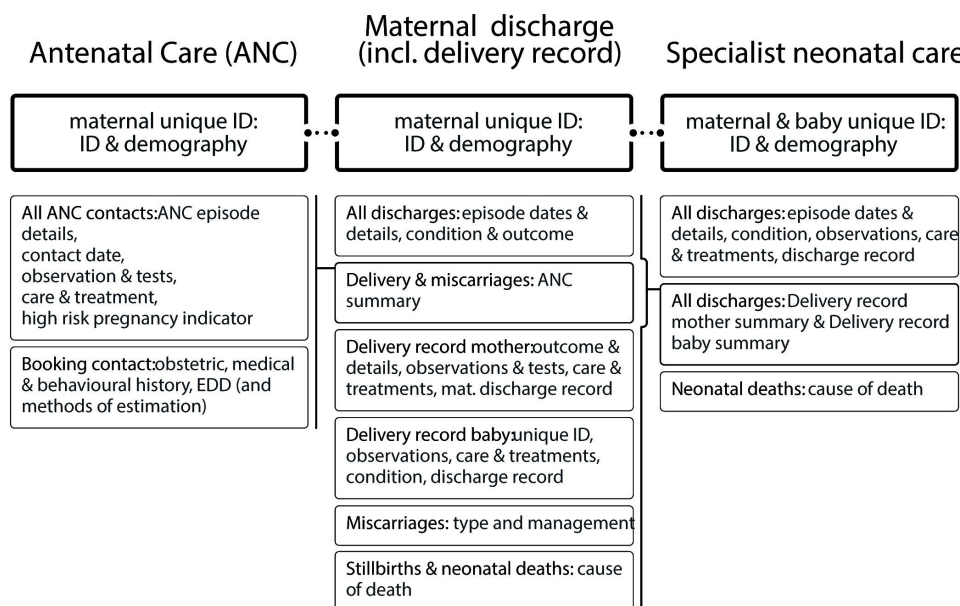 Antenatal Care (ANC)
maternal unique ID:
ID & demography
All ANC contacts:ANC episode
details,
contact date,
observation & tests,
care & treatment,
high risk pregnancy indicator
Booking contact:obstetric, medical
& behavioural history, EDD (and
methods of estimation)
Maternal discharge
(incl. delivery record)
maternal unique ID:
ID & demography
All discharges: episode dates &
details, condition & outcome
Delivery & miscarriages: ANC
summary
Delivery record mother:outcome &
details, observations & tests, care &
treatments, mat. discharge record
Delivery record baby:unique ID,
observations, care & treatments,
condition, discharge record
Miscarriages: type and management
Stillbirths & neonatal deaths: cause
of death
Specialist neonatal care
maternal & baby unique ID:
ID & demography
All discharges: episode dates &
details, condition, observations, care
& treatments, discharge record
All discharges: Delivery record
mother summary & Delivery record
baby summary
Neonatal deaths: cause of death